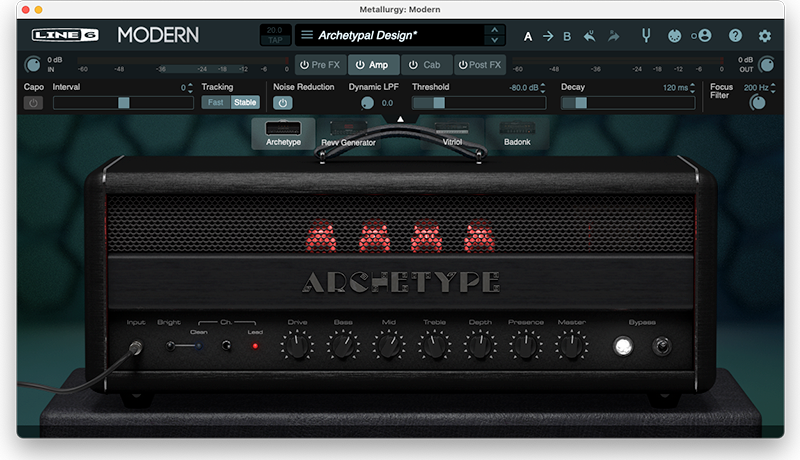 Metallurgy: Modern
LINE 6 MODERN
20.0
TAP
Archetypal Design*
A B
0 dB
IN
-60 -48 -36 -24 -12 0
Pre FX Amp Cab Post FX
-60 -48 -36 -24 -12 0
0 dB
OUT
Capo
Interval 0
Tracking
Fast Stable
Noise Reduction
Dynamic LPF
0.0
Threshold -80.0 dB
Decay 120 ms
Focus
Filter
200 Hz
Archetype Revv Generator Vitriol Badonk
ARCHETYPE
Input Bright Ch. Drive Bass Mid Treble Depth Presence Master Bypass
Clean Lead